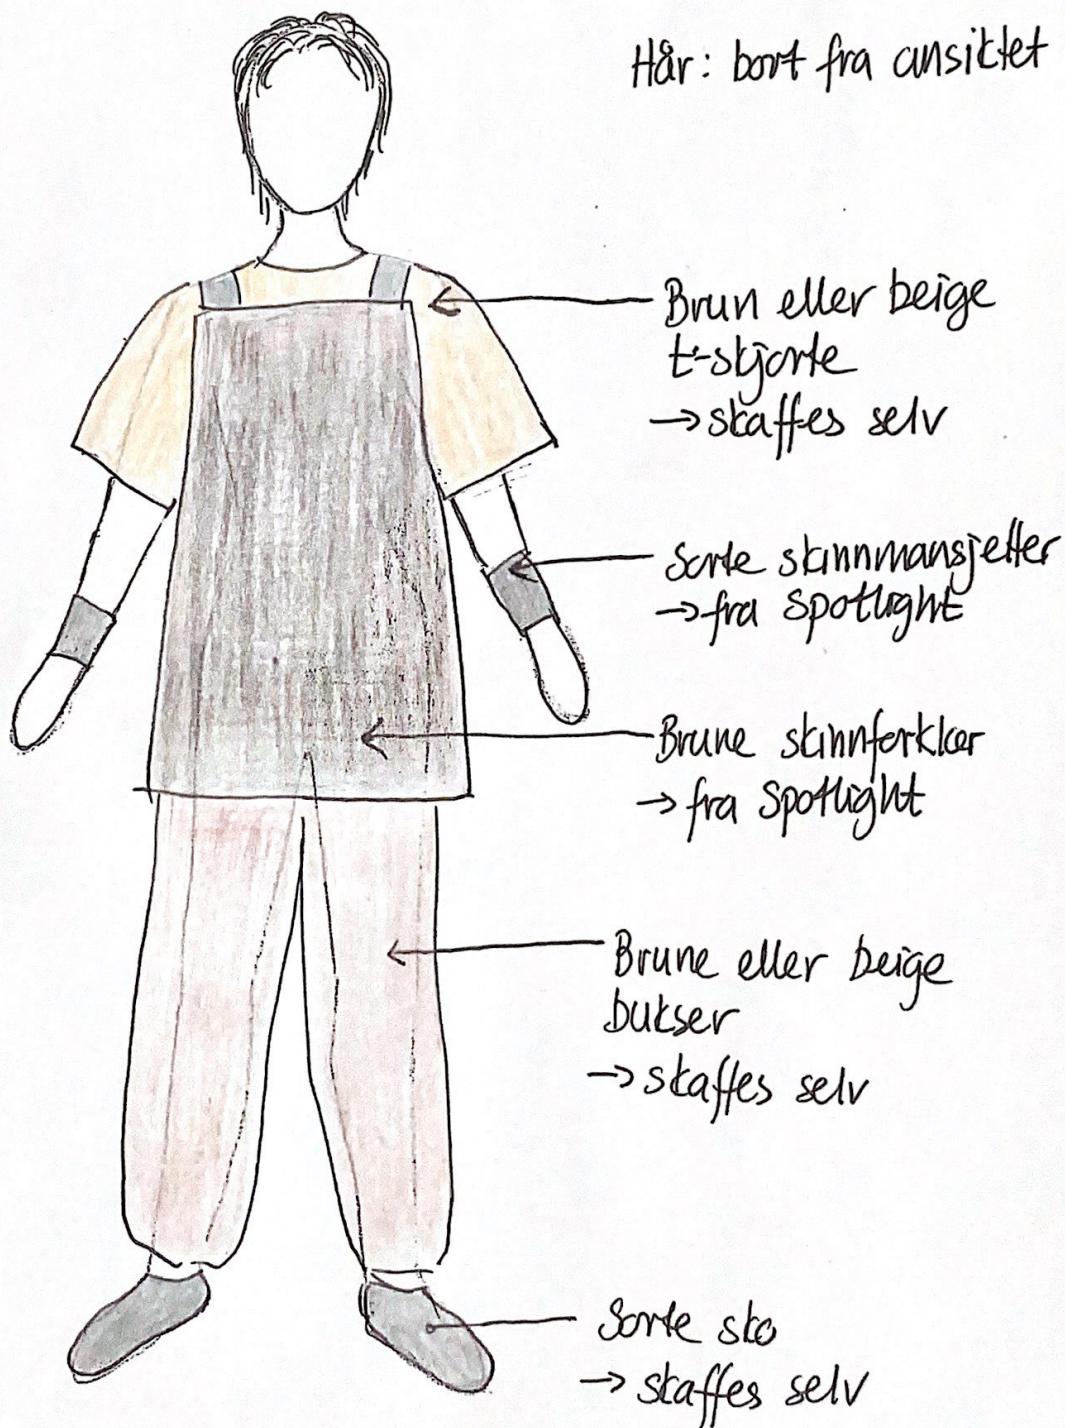 Hår: bort fra ansiktet
Brun eller beige
t-skjorte
→ skaffes selv
Sorte skinnmansjetter
→ fra Spotlight
Brune skinnforklær
→ fra Spotlight
Brune eller beige
bukser
→ skaffes selv
Sorte sko
→ skaffes selv